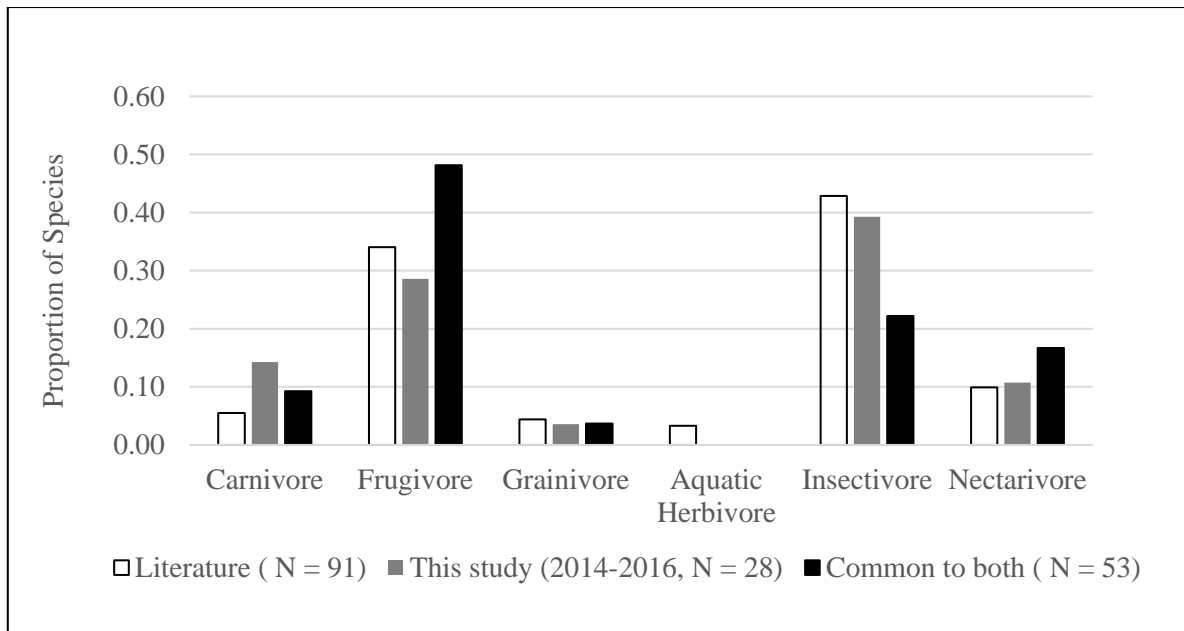 Proportion of Species
0.60
0.50
0.40
0.30
0.20
0.10
0.00
Carnivore Frugivore Grainivore Aquatic Herbivore Insectivore Nectarivore
Literature ( N = 91) This study (2014-2016, N = 28) Common to both ( N = 53)